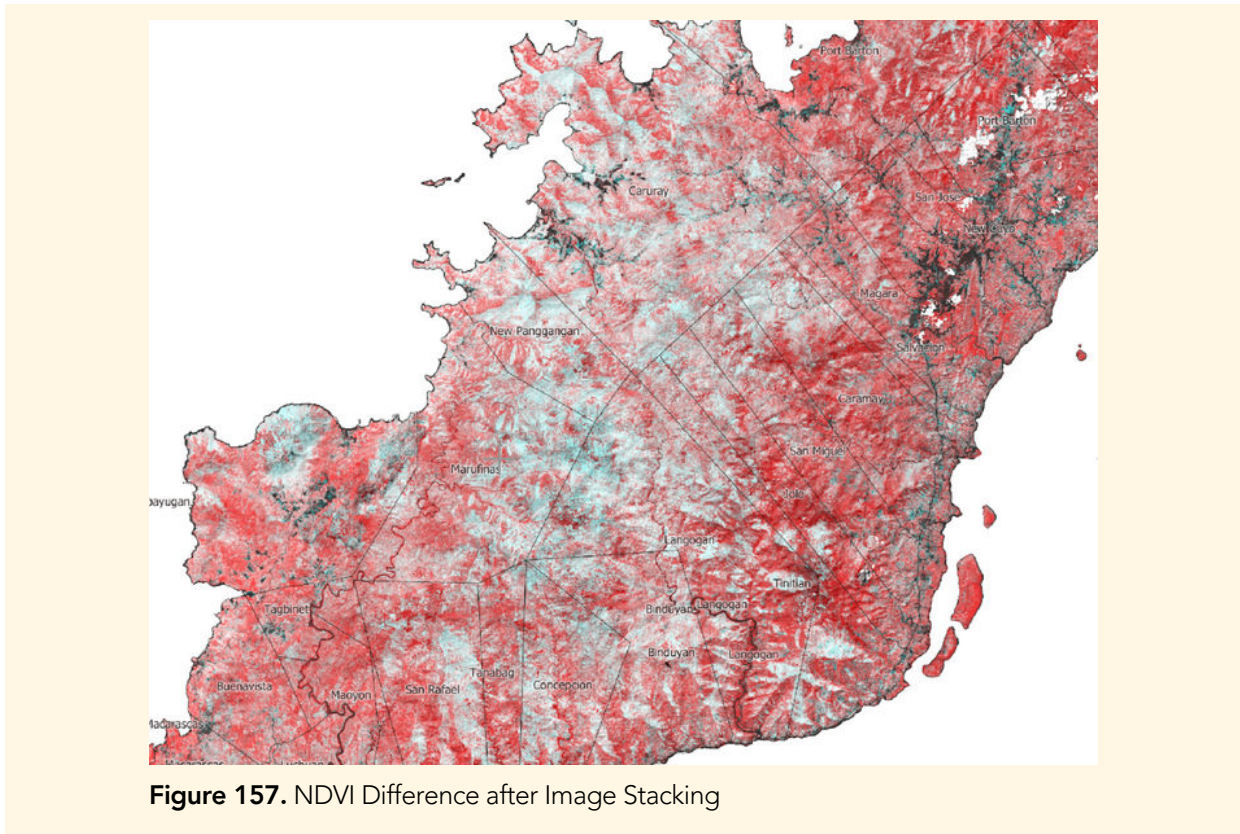 Port Barton
Port Barton
Caruray
San Jose
New Cuyo
Magara
New Panggangan
Salvacion
Caramay
San Miguel
Marufinas
Jolo
bayugan
Langogan
Tinitian
Tagbinet
Binduyan
Langogan
Binduyan
Langogan
Tanabag
Buenavista
San Rafael
Concepcion
Maoyon
Macarascas
Macarascas
Figure 157. NDVI Difference after Image Stacking